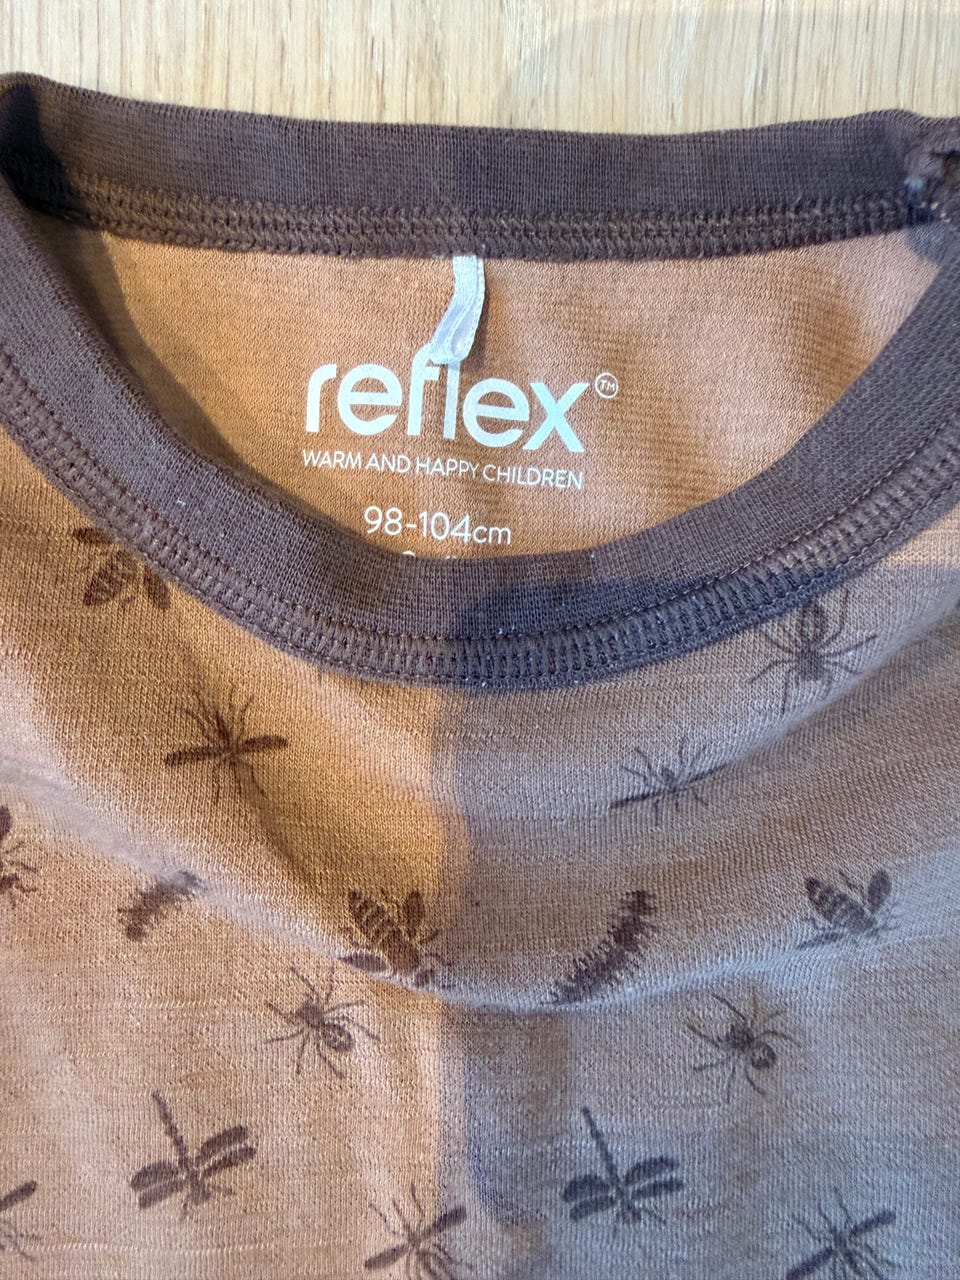 reflex™
WARM AND HAPPY CHILDREN
98-104cm